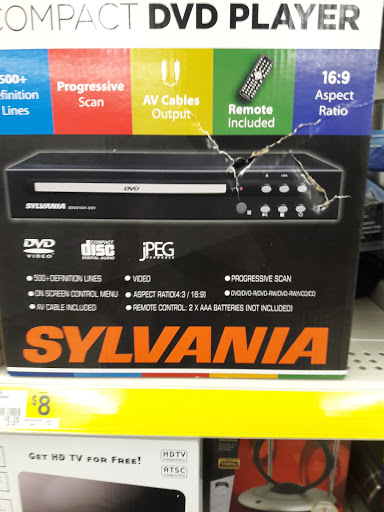 COMPACT DVD PLAYER
500+
Definition
Lines
Progressive
Scan
AV Cables
Output
Remote
Included
16:9
Aspect
Ratio
DVD
SYLVANIA
DVD
VIDEO
COMPACT
disc
DIGITAL AUDIO
JPEG
500+DEFINITION LINES
VIDEO
PROGRESSIVE SCAN
ON SCREEN CONTROL MENU
ASPECT RATIO(4:3 / 16:9)
DVD/DVD-R/DVD-RW/DVD+RW/VCD/CD
AV CABLE INCLUDED
REMOTE CONTROL: 2 X AAA BATTERIES (NOT INCLUDED)
SYLVANIA
$8
GET HD TV FOR FREE!
HDTV
ATSC